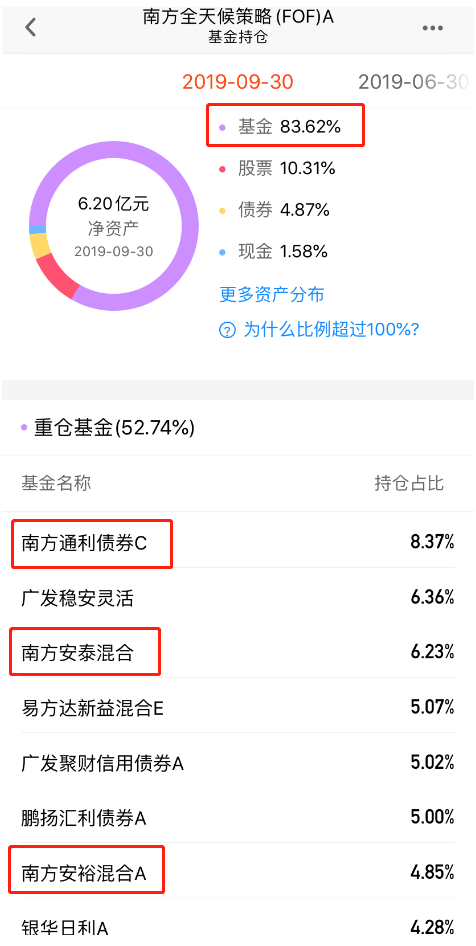 南方全天候策略(FOF)A
基金持仓
2019-09-30 2019-06-30
基金 83.62%
股票 10.31%
债券 4.87%
现金 1.58%
6.20亿元
净资产
2019-09-30
更多资产分布
? 为什么比例超过100%?
重仓基金(52.74%)
基金名称 持仓占比
南方通利债券C 8.37%
广发稳安灵活 6.36%
南方安泰混合 6.23%
易方达新益混合E 5.07%
广发聚财信用债券A 5.02%
鹏扬汇利债券A 5.00%
南方安裕混合A 4.85%
银华日利A 4.28%